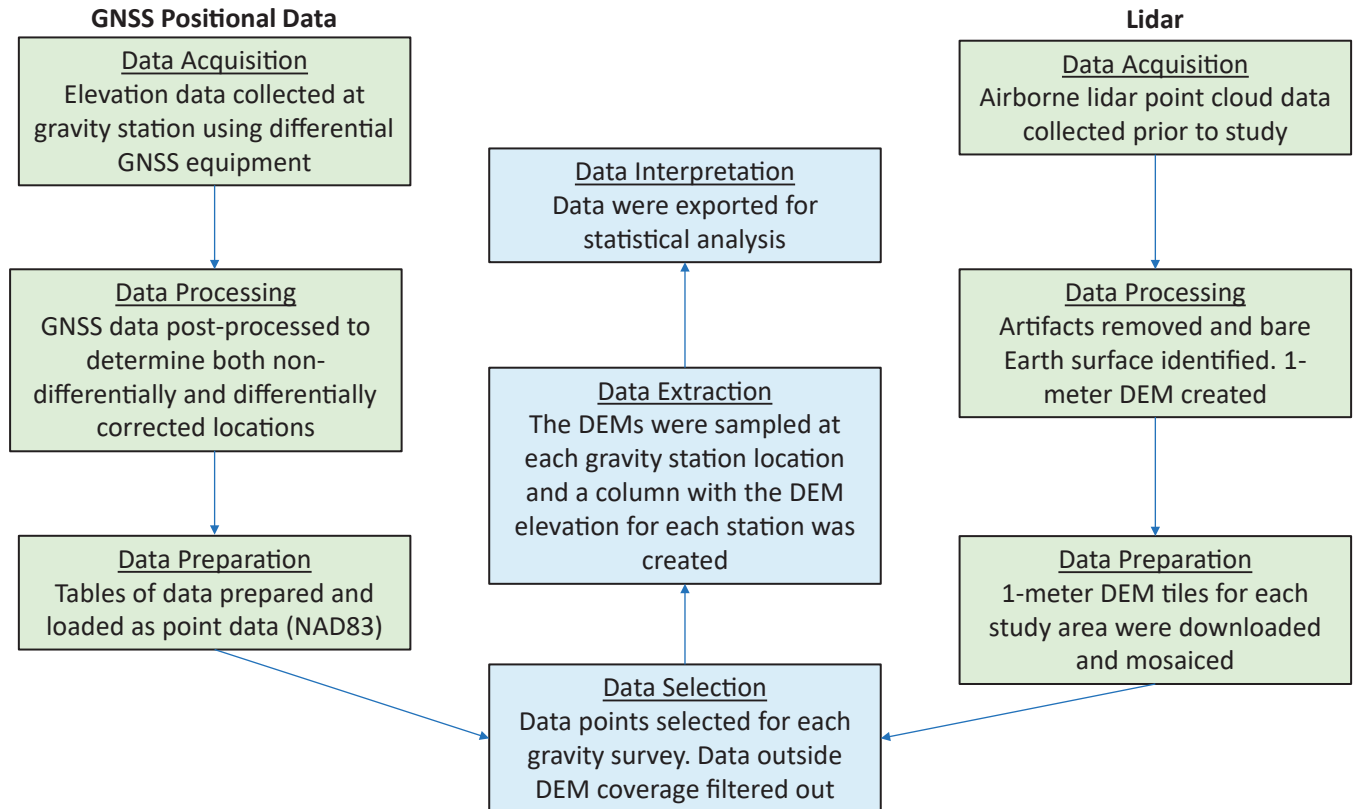 GNSS Positional Data
Data Acquisition
Elevation data collected at
gravity station using differential
GNSS equipment
Data Processing
GNSS data post-processed to
determine both non-
differentially and differentially
corrected locations
Data Preparation
Tables of data prepared and
loaded as point data (NAD83)
Lidar
Data Acquisition
Airborne lidar point cloud data
collected prior to study
Data Processing
Artifacts removed and bare
Earth surface identified. 1-
meter DEM created
Data Preparation
1-meter DEM tiles for each
study area were downloaded
and mosaiced
Data Selection
Data points selected for each
gravity survey. Data outside
DEM coverage filtered out
Data Extraction
The DEMs were sampled at
each gravity station location
and a column with the DEM
elevation for each station was
created
Data Interpretation
Data were exported for
statistical analysis